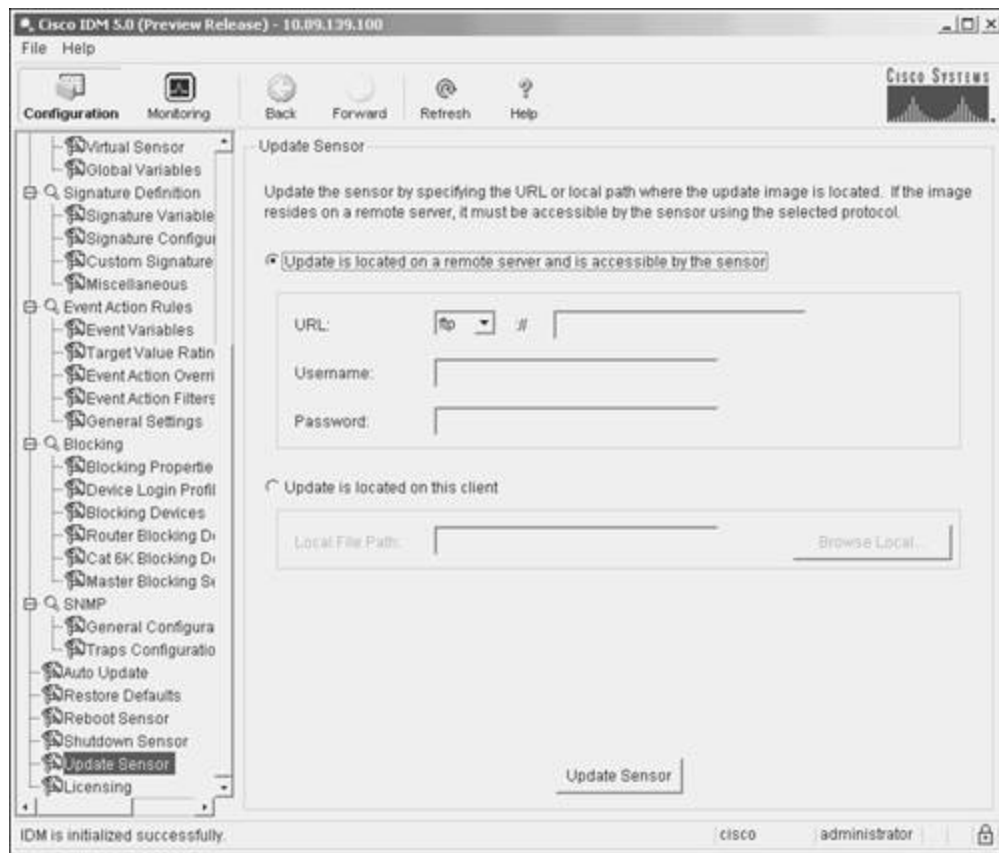 Cisco IDM 5.0 (Preview Release) - 10.89.139.100
File Help
Configuration Monitoring Back Forward Refresh Help
CISCO SYSTEMS
Virtual Sensor
Global Variables
Signature Definition
Signature Variable
Signature Configur
Custom Signature
Miscellaneous
Event Action Rules
Event Variables
Target Value Ratin
Event Action Overri
Event Action Filters
General Settings
Blocking
Blocking Propertie
Device Login Profil
Blocking Devices
Router Blocking De
Cat 6K Blocking De
Master Blocking Se
SNMP
General Configura
Traps Configuratio
Auto Update
Restore Defaults
Reboot Sensor
Shutdown Sensor
Update Sensor
Licensing
Update Sensor
Update the sensor by specifying the URL or local path where the update image is located. If the image
resides on a remote server, it must be accessible by the sensor using the selected protocol.
Update is located on a remote server and is accessible by the sensor
URL: ftp ://
Username:
Password:
Update is located on this client
Local File Path: Browse Local...
Update Sensor
IDM is initialized successfully. cisco administrator